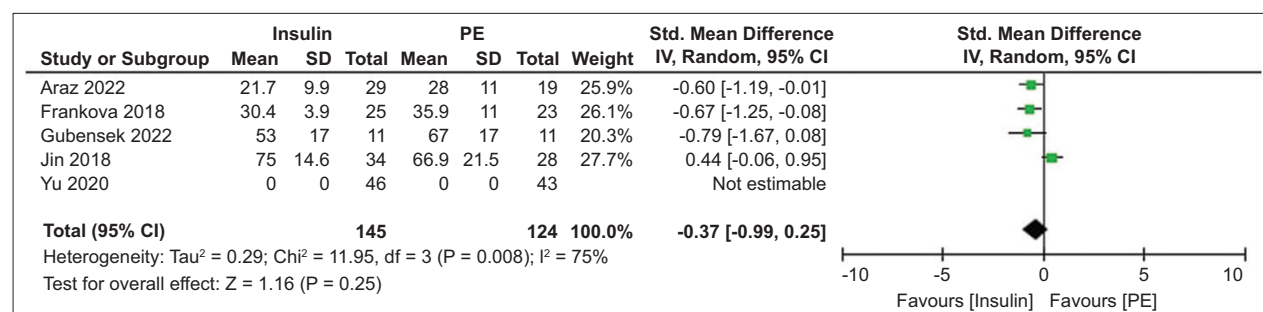 Insulin PE Std. Mean Difference Std. Mean Difference
Study or Subgroup Mean SD Total Mean SD Total Weight IV, Random, 95% CI IV, Random, 95% CI
Araz 2022 21.7 9.9 29 28 11 19 25.9% -0.60 [-1.19, -0.01]
Frankova 2018 30.4 3.9 25 35.9 11 23 26.1% -0.67 [-1.25, -0.08]
Gubensek 2022 53 17 11 67 17 11 20.3% -0.79 [-1.67, 0.08]
Jin 2018 75 14.6 34 66.9 21.5 28 27.7% 0.44 [-0.06, 0.95]
Yu 2020 0 0 46 0 0 43 Not estimable
Total (95% CI) 145 124 100.0% -0.37 [-0.99, 0.25]
Heterogeneity: Tau² = 0.29; Chi² = 11.95, df = 3 (P = 0.008); I² = 75%
Test for overall effect: Z = 1.16 (P = 0.25)
-10 -5 0 5 10
Favours [Insulin] Favours [PE]